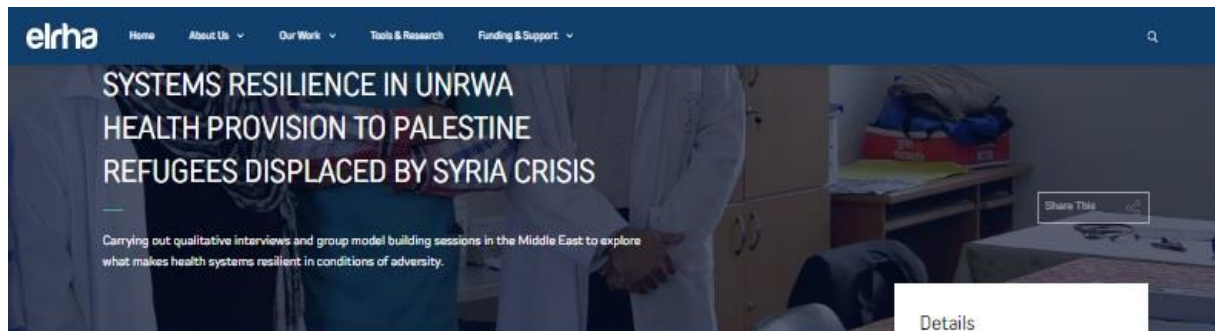 elrha Home About Us Our Work Tools & Research Funding & Support
SYSTEMS RESILIENCE IN UNRWA
HEALTH PROVISION TO PALESTINE
REFUGEES DISPLACED BY SYRIA CRISIS
Share This
Carrying out qualitative interviews and group model building sessions in the Middle East to explore
what makes health systems resilient in conditions of adversity.
Details